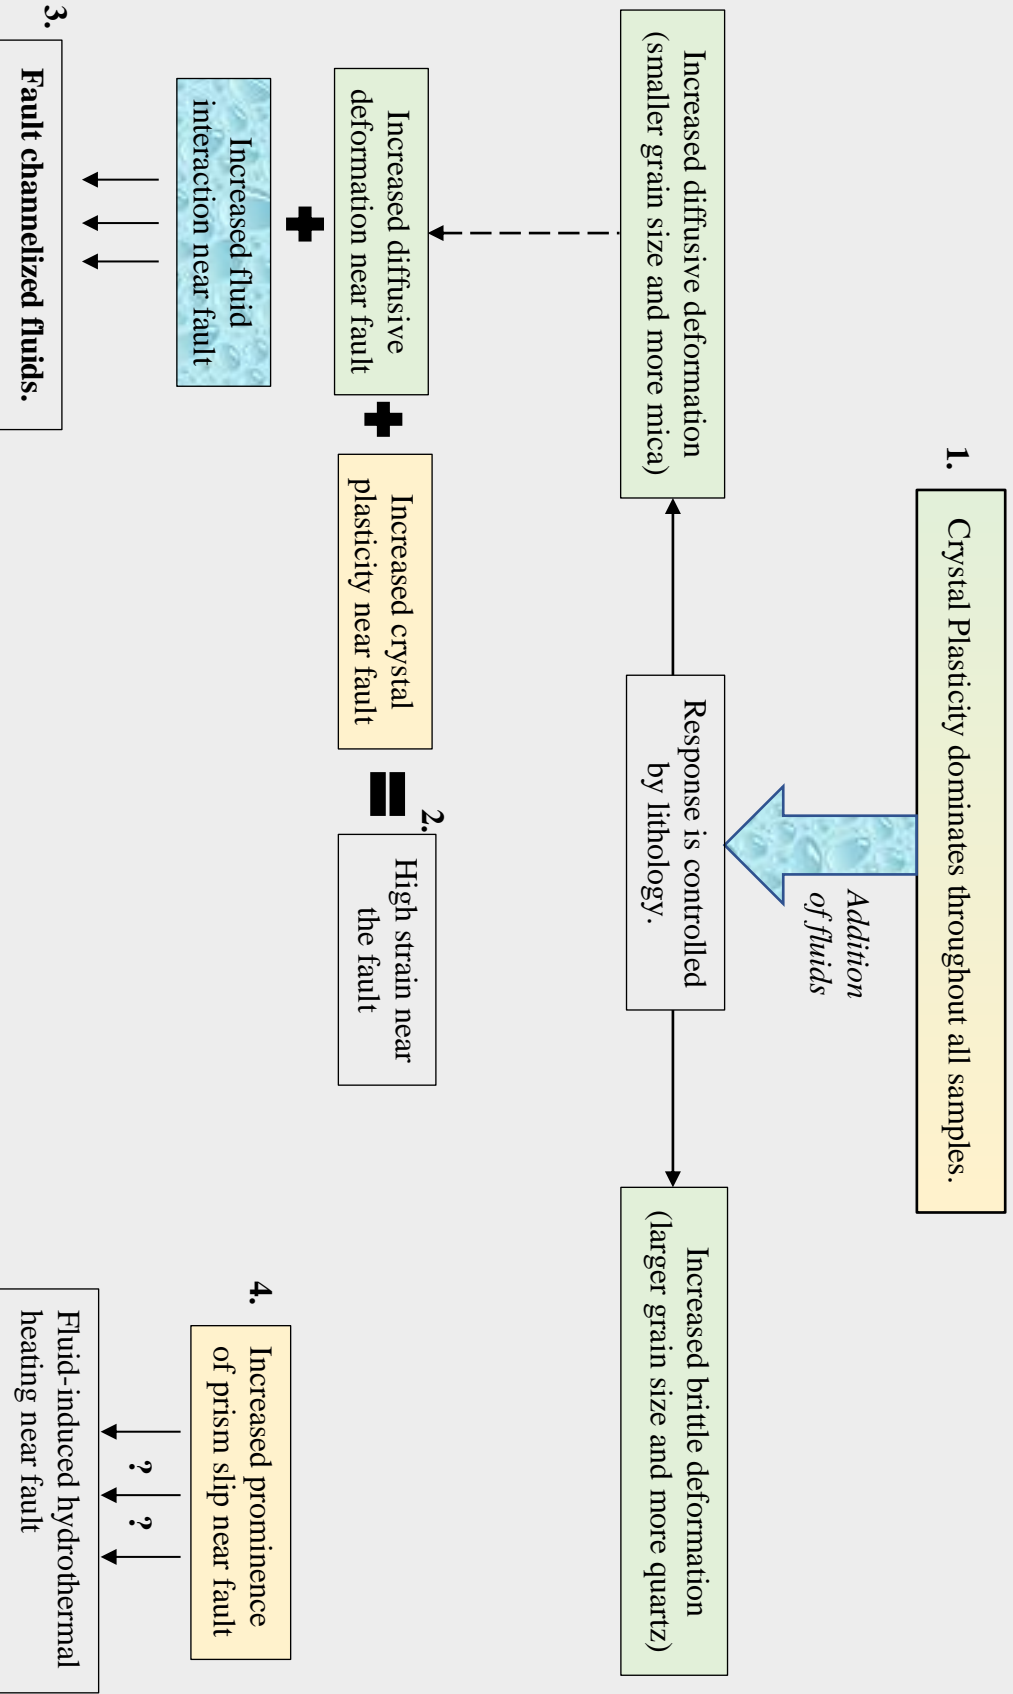 1.
Crystal Plasticity dominates throughout all samples.
Addition
of fluids
Increased diffusive deformation
(smaller grain size and more mica)
Response is controlled
by lithology.
Increased brittle deformation
(larger grain size and more quartz)
Increased diffusive
deformation near fault
Increased crystal
plasticity near fault
2.
High strain near
the fault
Increased fluid
interaction near fault
3.
Fault channelized fluids.
4.
Increased prominence
of prism slip near fault
? ?
Fluid-induced hydrothermal
heating near fault